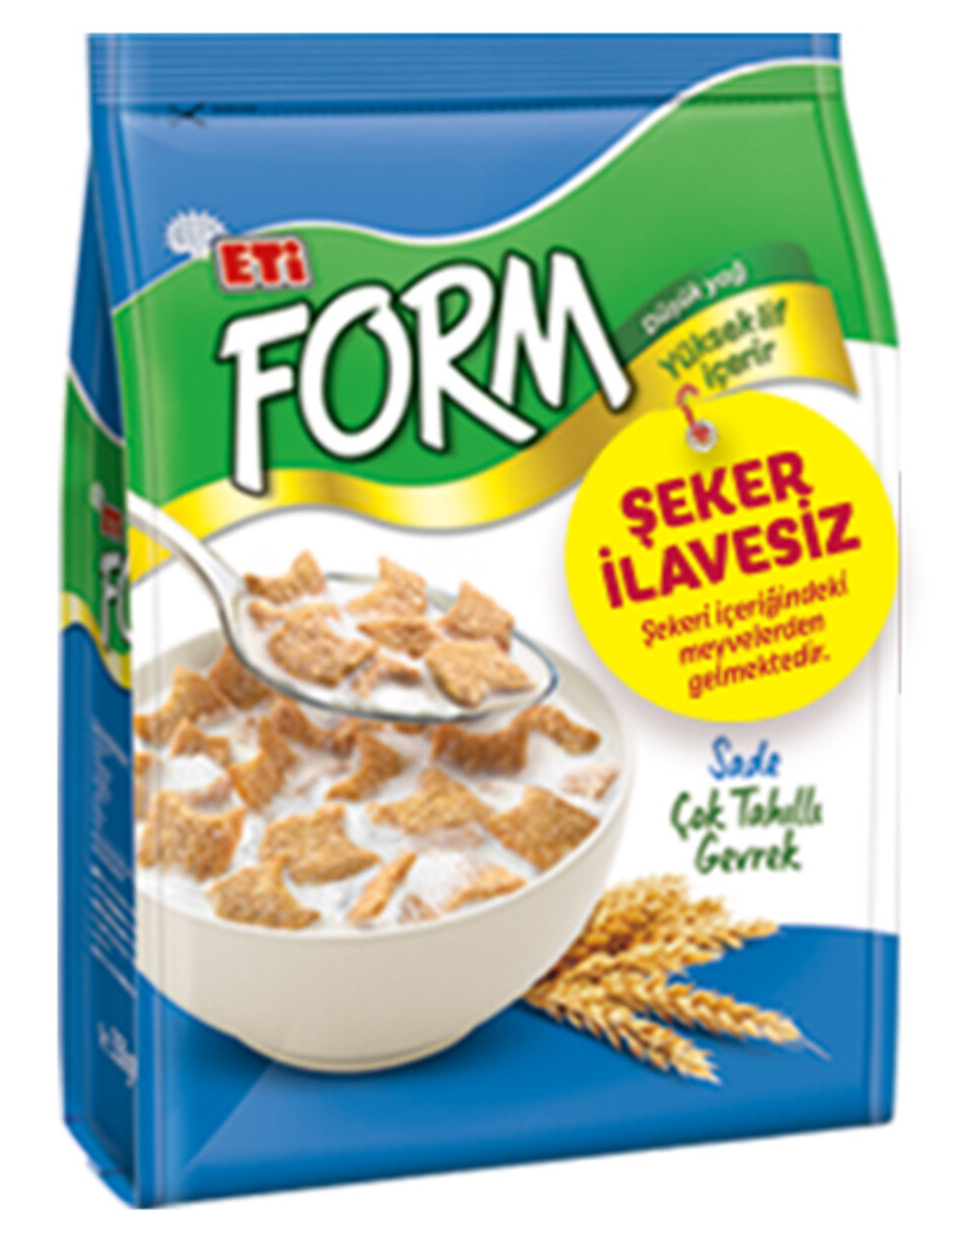 ETİ
FORM
Düşük yağ
Yüksek lif
içerir
ŞEKER
İLAVESİZ
Şekeri içeriğindeki
meyvelerden
gelmektedir.
Sade
Çok Tahıllı
Gevrek